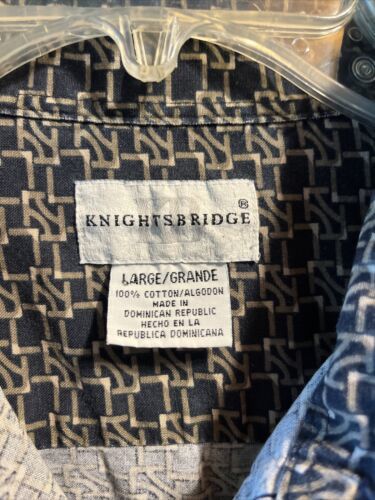 KNIGHTSBRIDGE®
LARGE/GRANDE
100% COTTON/ALGODON
MADE IN
DOMINICAN REPUBLIC
HECHO EN LA
REPUBLICA DOMINICANA